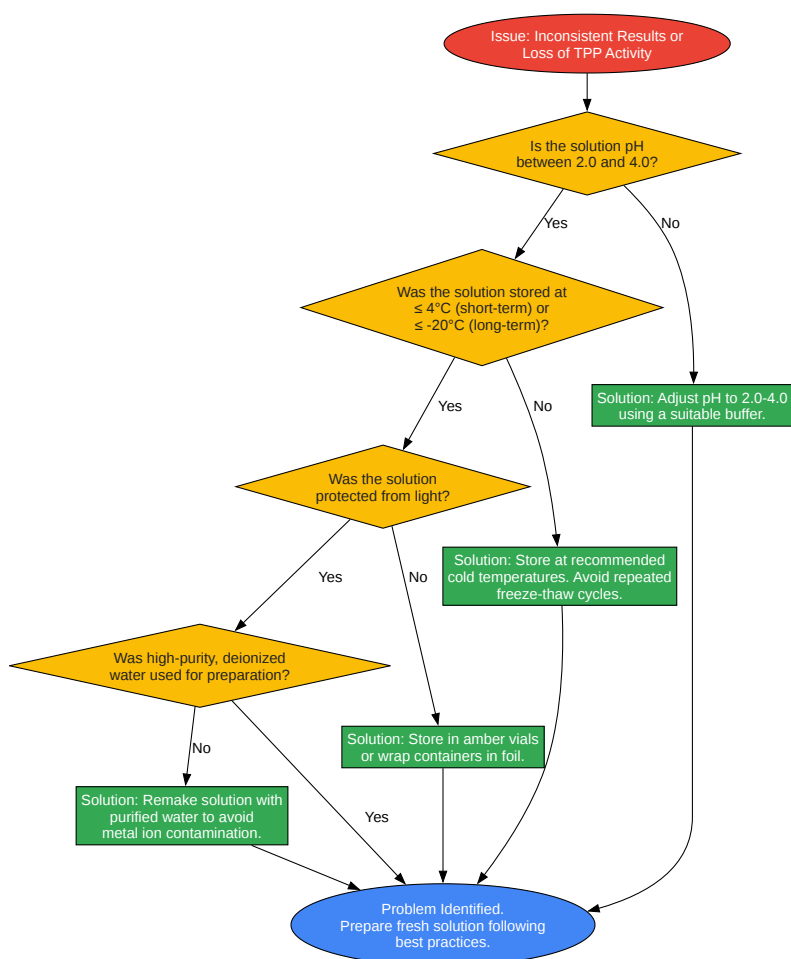 Issue: Inconsistent Results or
Loss of TPP Activity
Is the solution pH
between 2.0 and 4.0?
Yes
No
Was the solution stored at
≤ 4°C (short-term) or
≤ -20°C (long-term)?
Solution: Adjust pH to 2.0-4.0
using a suitable buffer.
Yes
No
Was the solution
protected from light?
Solution: Store at recommended
cold temperatures. Avoid repeated
freeze-thaw cycles.
Yes
No
Was high-purity, deionized
water used for preparation?
Solution: Store in amber vials
or wrap containers in foil.
No
Yes
Solution: Remake solution with
purified water to avoid
metal ion contamination.
Problem Identified.
Prepare fresh solution following
best practices.